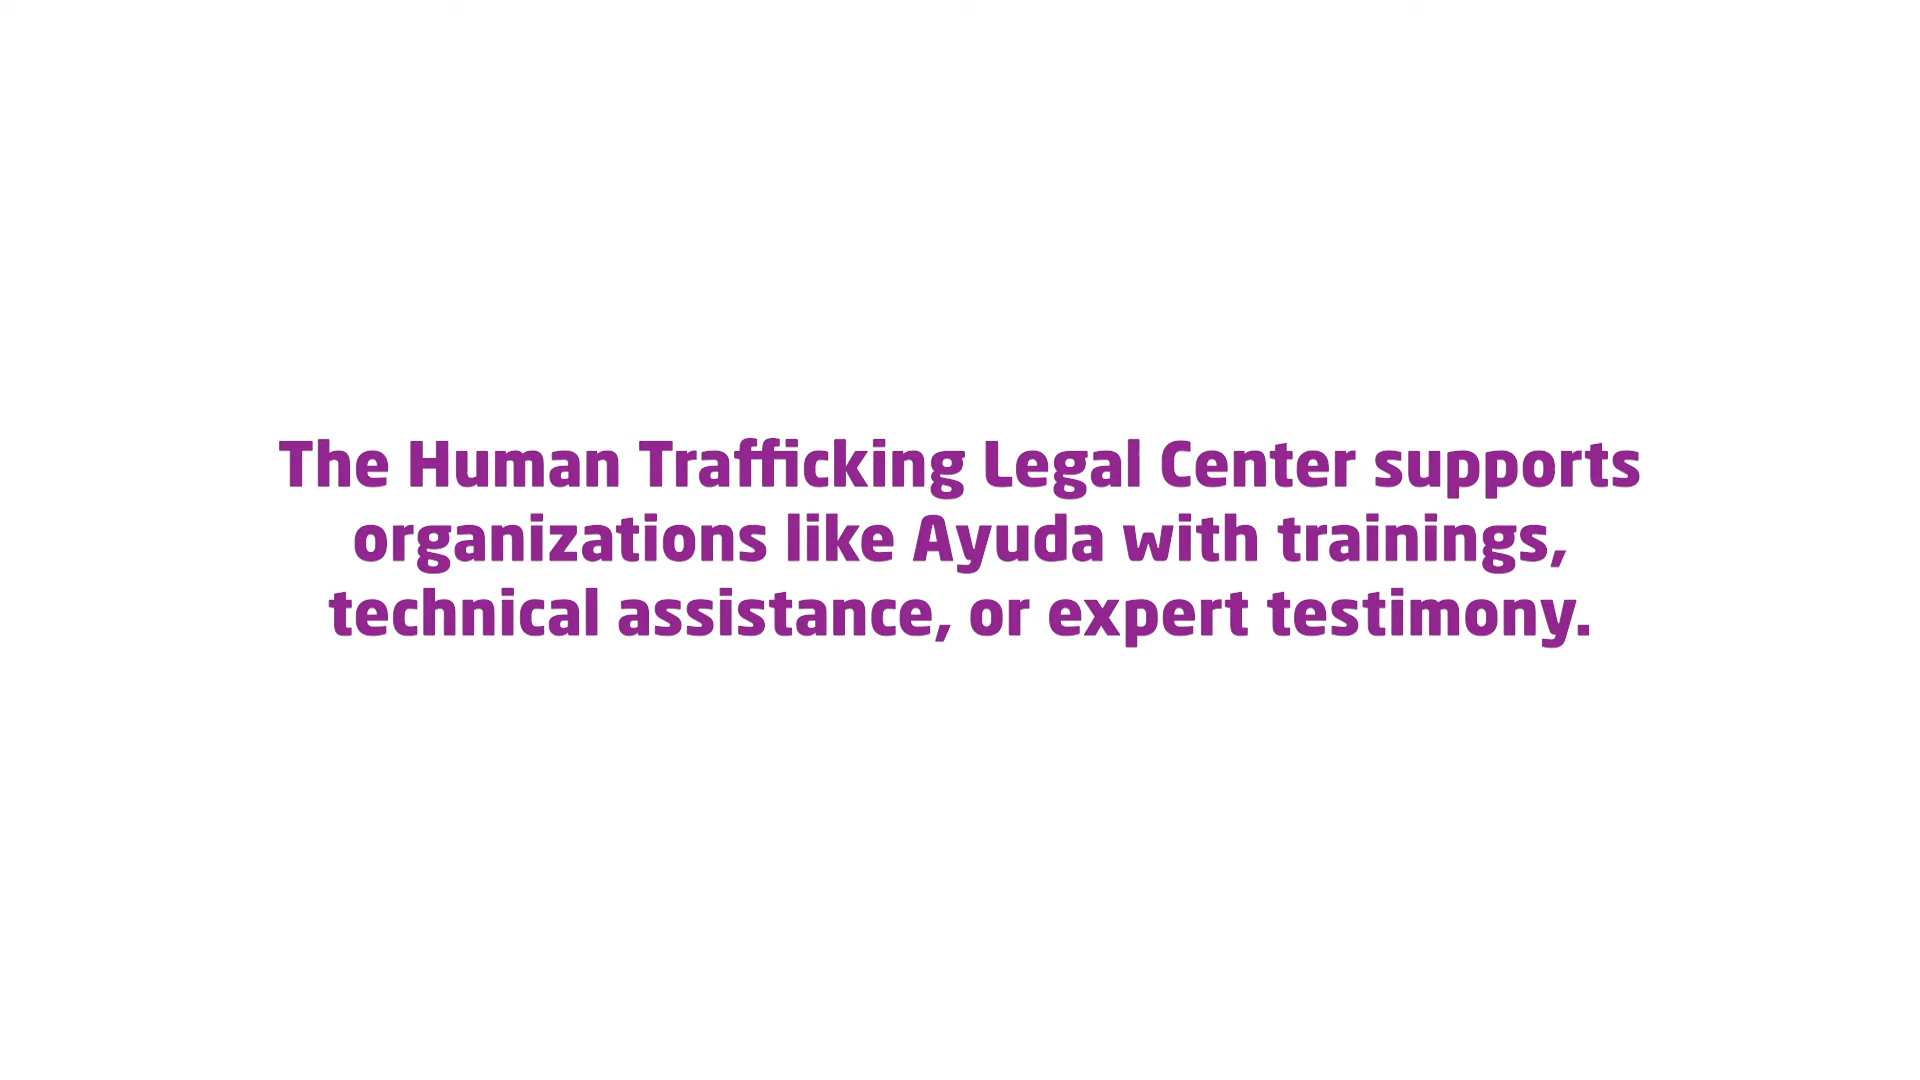 The Human Trafficking Legal Center supports
organizations like Ayuda with trainings,
technical assistance, or expert testimony.